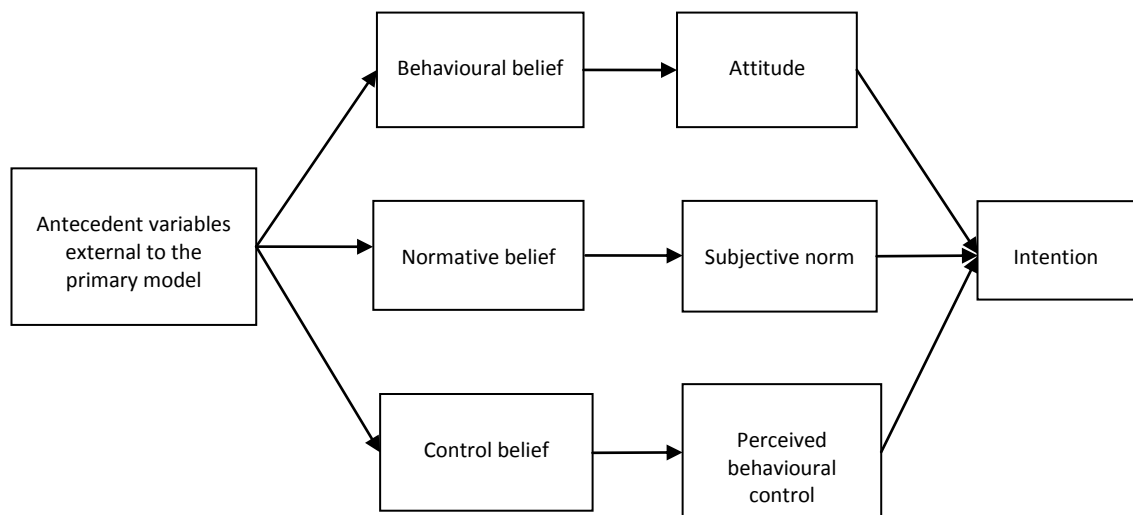 Behavioural belief
Attitude
Antecedent variables
external to the
primary model
Normative belief
Subjective norm
Intention
Control belief
Perceived
behavioural
control